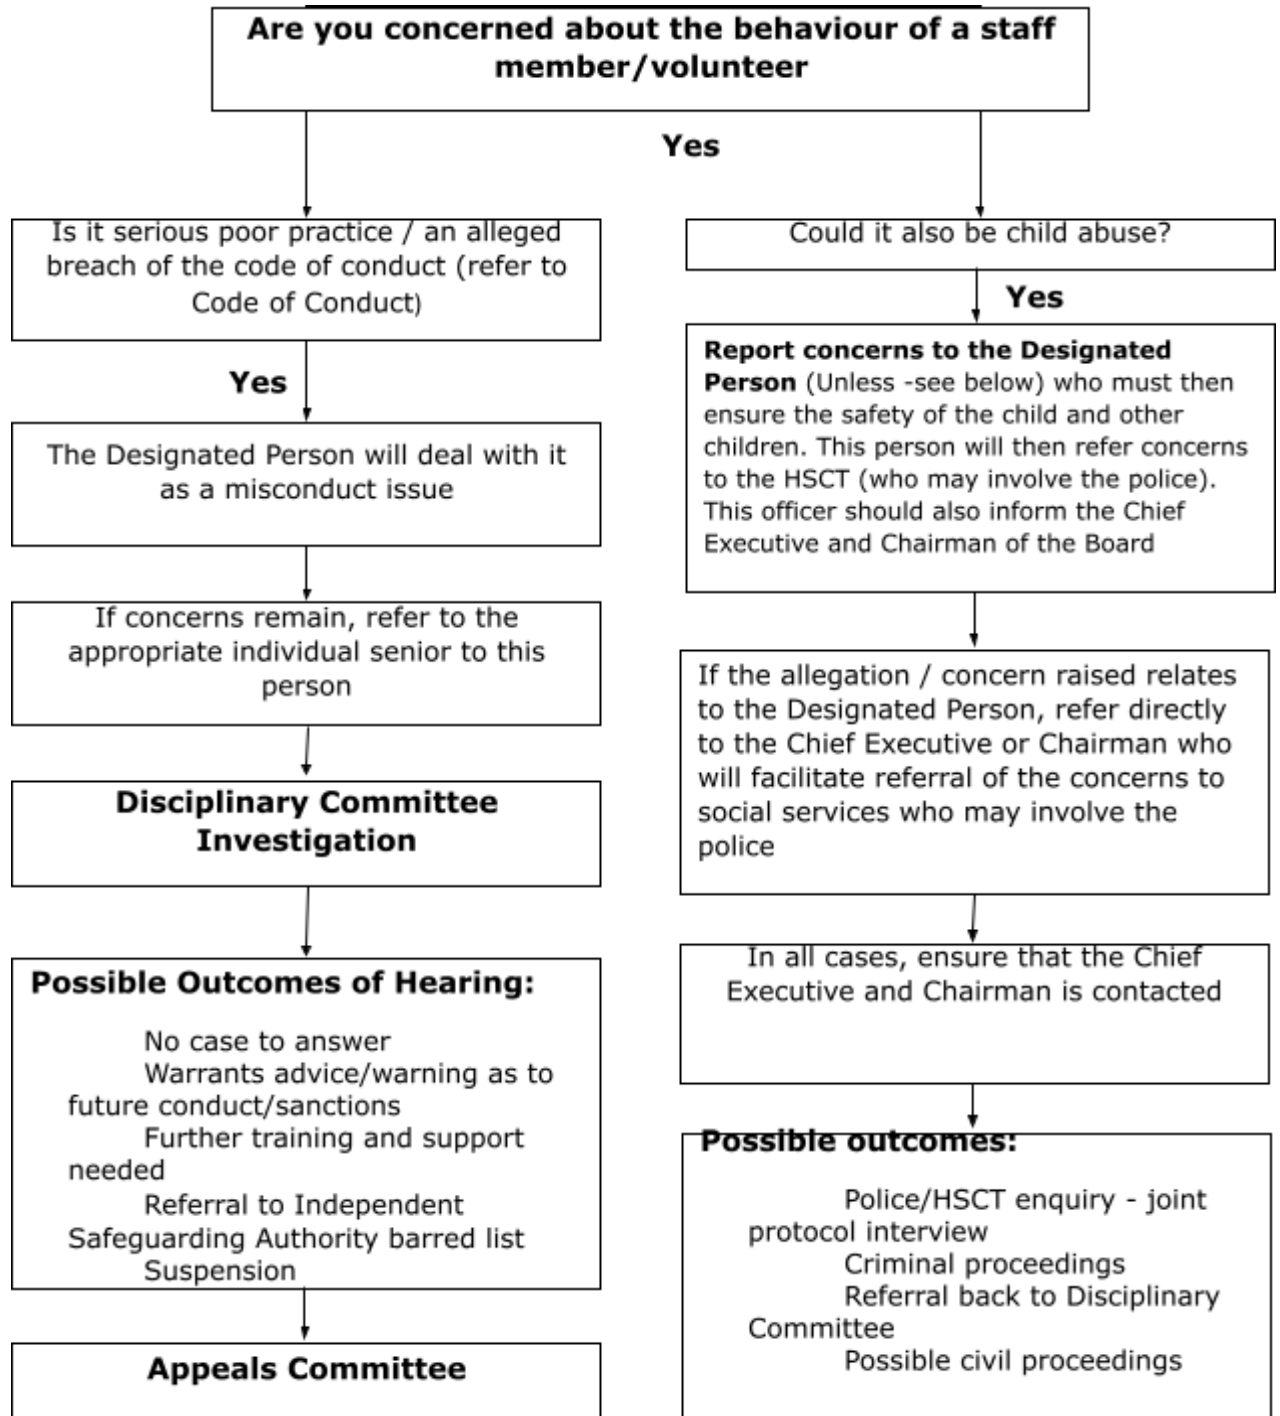 Are you concerned about the behaviour of a staff
member/volunteer
Yes
Is it serious poor practice / an alleged
breach of the code of conduct (refer to
Code of Conduct)
Yes
The Designated Person will deal with it
as a misconduct issue
If concerns remain, refer to the
appropriate individual senior to this
person
Disciplinary Committee
Investigation
Possible Outcomes of Hearing:
No case to answer
Warrants advice/warning as to
future conduct/sanctions
Further training and support
needed
Referral to Independent
Safeguarding Authority barred list
Suspension
Appeals Committee
Could it also be child abuse?
Yes
Report concerns to the Designated
Person (Unless -see below) who must then
ensure the safety of the child and other
children. This person will then refer concerns
to the HSCT (who may involve the police).
This officer should also inform the Chief
Executive and Chairman of the Board
If the allegation / concern raised relates
to the Designated Person, refer directly
to the Chief Executive or Chairman who
will facilitate referral of the concerns to
social services who may involve the
police
In all cases, ensure that the Chief
Executive and Chairman is contacted
Possible outcomes:
Police/HSCT enquiry - joint
protocol interview
Criminal proceedings
Referral back to Disciplinary
Committee
Possible civil proceedings